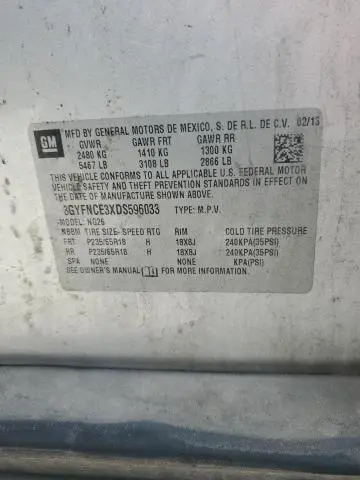 GM
MFD BY GENERAL MOTORS DE MEXICO, S. DE R.L. DE C.V. 02/13
GVWR GAWR FRT GAWR RR
2480 KG 1410 KG 1300 KG
5467 LB 3108 LB 2866 LB
THIS VEHICLE CONFORMS TO ALL APPLICABLE U.S. FEDERAL MOTOR
VEHICLE SAFETY AND THEFT PREVENTION STANDARDS IN EFFECT ON
THE DATE OF MANUFACTURE SHOWN ABOVE.
3GYFNCE3XDS596033 TYPE: M.P.V.
MODEL: NG26
TIRE SIZE- SPEED RTG RIM COLD TIRE PRESSURE
FRT P235/65R18 H 18X8J 240KPA(35PSI)
RR P235/65R18 H 18X8J 240KPA(35PSI)
SPA NONE NONE KPA(PSI)
SEE OWNER'S MANUAL FOR MORE INFORMATION.